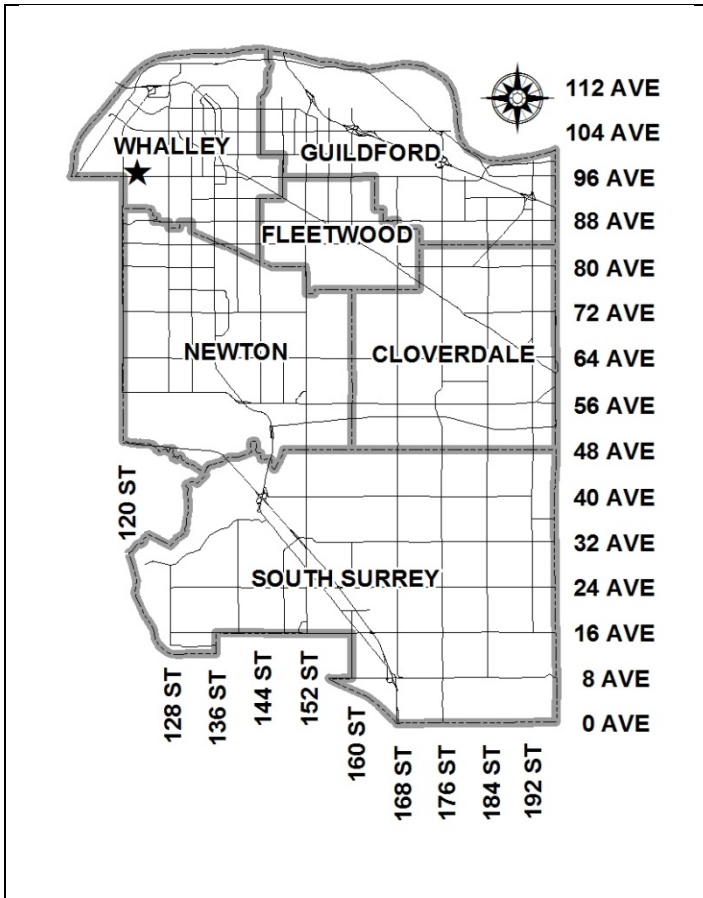 112 AVE
104 AVE
WHALLEY
GUILDFORD
96 AVE
88 AVE
FLEETWOOD
80 AVE
72 AVE
NEWTON
CLOVERDALE
64 AVE
56 AVE
48 AVE
120 ST
40 AVE
32 AVE
SOUTH SURREY
24 AVE
16 AVE
128 ST
136 ST
144 ST
152 ST
160 ST
8 AVE
0 AVE
168 ST
176 ST
184 ST
192 ST